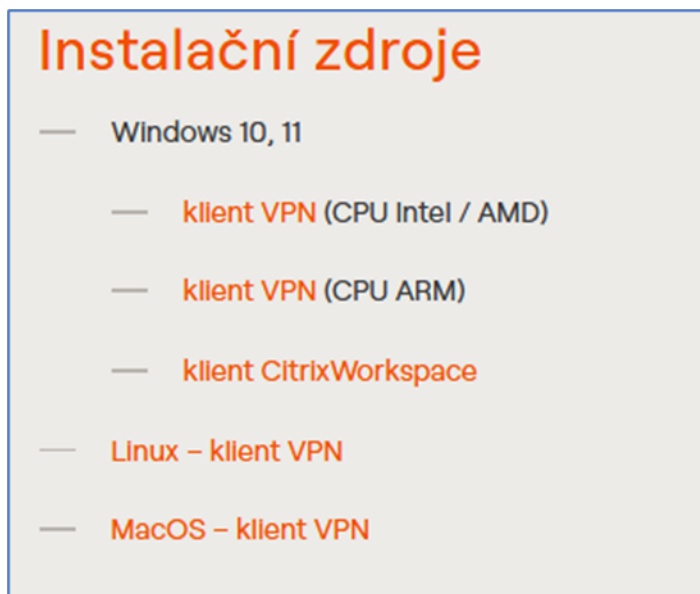 Instalační zdroje
— Windows 10, 11
— klient VPN (CPU Intel / AMD)
— klient VPN (CPU ARM)
— klient CitrixWorkspace
— Linux – klient VPN
— MacOS – klient VPN